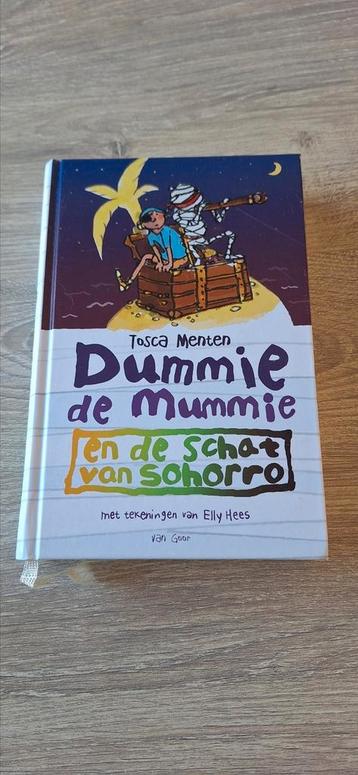 Tosca Menten
Dummie
de mummie
en de schat
van Sohorro
met tekeningen van Elly Hees
van Goor